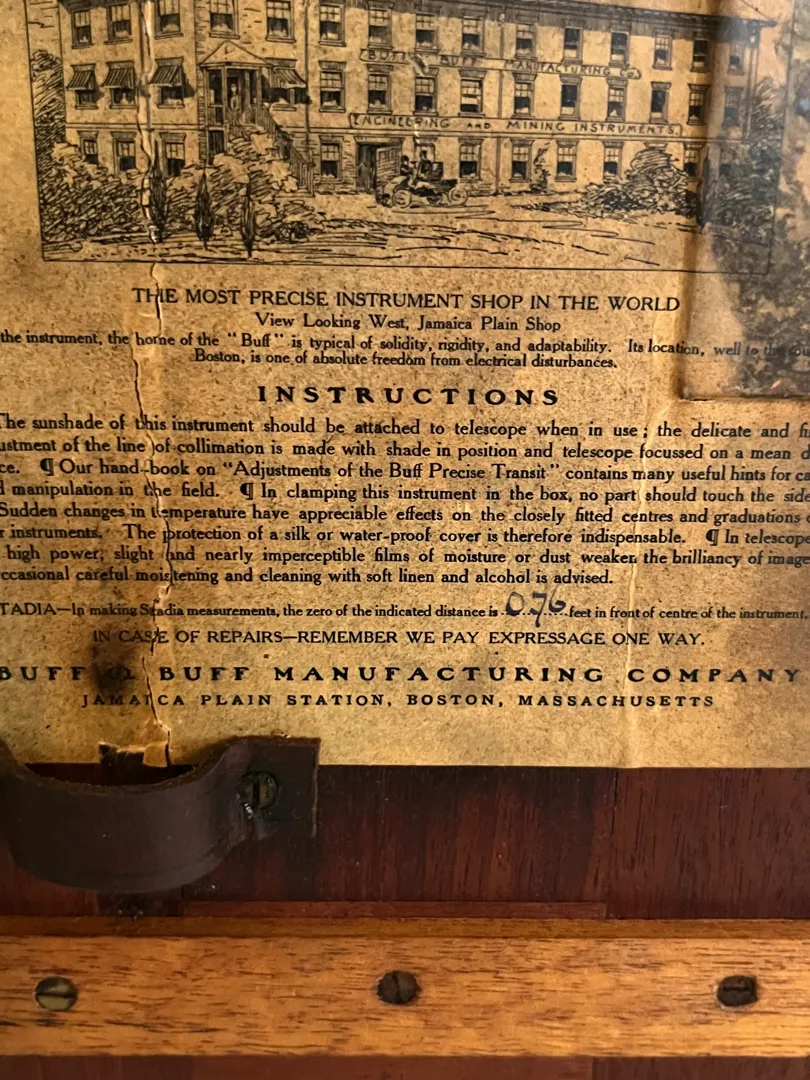 BUFF & BUFF MANUFACTURING Co.
ENGINEERING AND MINING INSTRUMENTS.
THE MOST PRECISE INSTRUMENT SHOP IN THE WORLD
View Looking West, Jamaica Plain Shop
the instrument, the home of the "Buff" is typical of solidity, rigidity, and adaptability. Its location, well to the
Boston, is one of absolute freedom from electrical disturbances.
INSTRUCTIONS
The sunshade of this instrument should be attached to telescope when in use; the delicate and fi
ustment of the line of collimation is made with shade in position and telescope focussed on a mean d
ce. ¶ Our hand-book on "Adjustments of the Buff Precise Transit" contains many useful hints for ca
d manipulation in the field. ¶ In clamping this instrument in the box, no part should touch the side
Sudden changes in temperature have appreciable effects on the closely fitted centres and graduations o
r instruments. The protection of a silk or water-proof cover is therefore indispensable. ¶ In telescope
high power, slight and nearly imperceptible films of moisture or dust weaken the brilliancy of image
ccasional careful moistening and cleaning with soft linen and alcohol is advised.
TADIA—In making Stadia measurements, the zero of the indicated distance is 0.76 feet in front of centre of the instrument.
IN CASE OF REPAIRS—REMEMBER WE PAY EXPRESSAGE ONE WAY.
BUFF & BUFF MANUFACTURING COMPANY
JAMAICA PLAIN STATION, BOSTON, MASSACHUSETTS